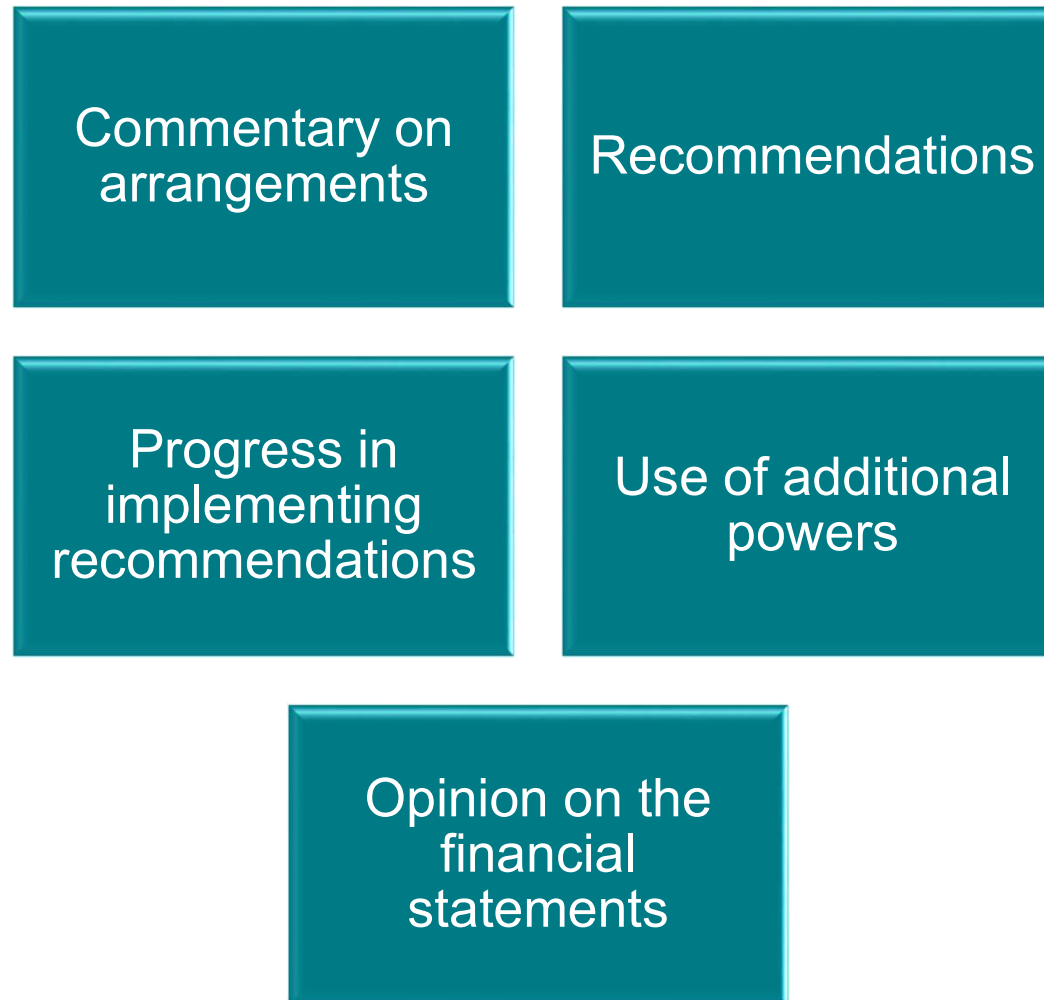 Commentary on
arrangements
Recommendations
Progress in
implementing
recommendations
Use of additional
powers
Opinion on the
financial
statements